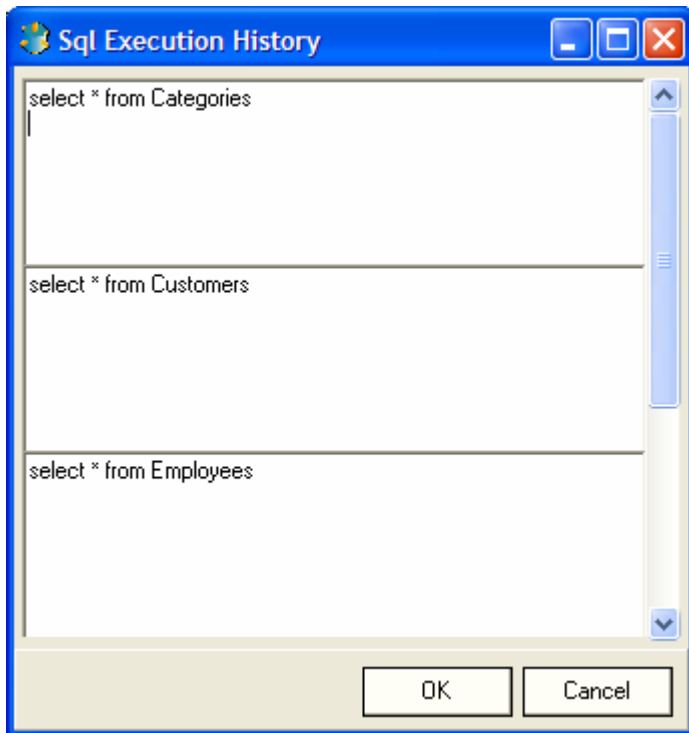 Sql Execution History
select * from Categories
select * from Customers
select * from Employees
OK
Cancel